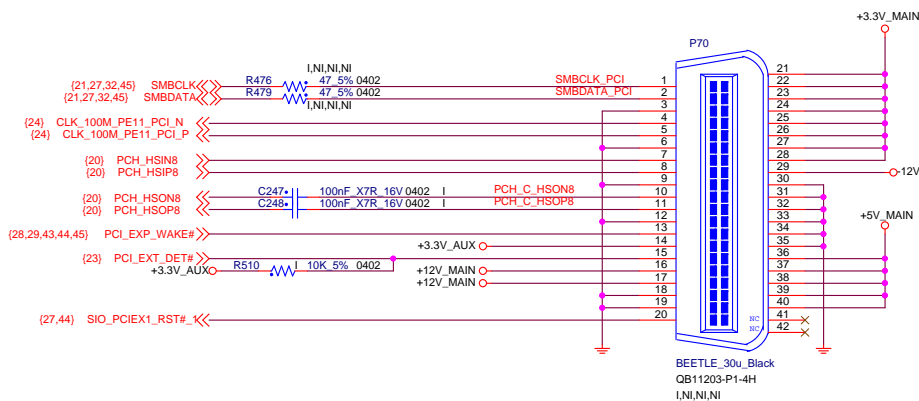 +3.3V_MAIN
P70
I,NI,NI,NI
{21,27,32,45} SMBCLK R476 47_5% 0402 SMBCLK_PCI 1 21
22
{21,27,32,45} SMBDATA R479 47_5% 0402 SMBDATA_PCI 2 23
I,NI,NI,NI
3 24
{24} CLK_100M_PE11_PCI_N 4 25
{24} CLK_100M_PE11_PCI_P 5 26
6 27
{20} PCH_HSIN8 7 28
{20} PCH_HSIP8 8 29 -12V
9 30
{20} PCH_HSON8 C247 100nF_X7R_16V 0402 I PCH_C_HSON8 10 31
{20} PCH_HSOP8 C248 100nF_X7R_16V 0402 PCH_C_HSOP8 11 32
12 33
+5V_MAIN
{28,29,43,44,45} PCI_EXP_WAKE# 13 34
+3.3V_AUX 14 35
{23} PCI_EXT_DET# 15 36
+3.3V_AUX R510 I 10K_5% 0402 +12V_MAIN 16 37
+12V_MAIN 17 38
18 39
19 40
{27,44} SIO_PCIEX1_RST#_1 20 NC 41
NC 42
BEETLE_30u_Black
QB11203-P1-4H
I,NI,NI,NI